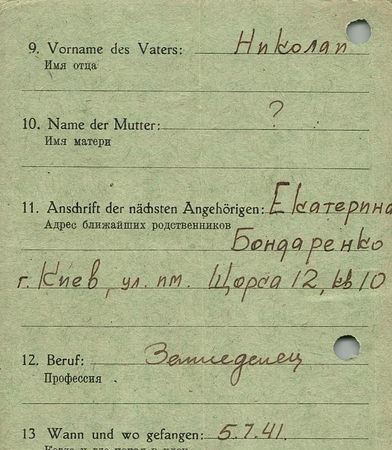 9. Vorname des Vaters: Николай
Имя отца
10. Name der Mutter: ?
Имя матери
11. Anschrift der nächsten Angehörigen: Екатерина
Адрес ближайших родственников
Бондаренко
г. Киев, ул. им. Щорса 12, кв 10
12. Beruf: Земледелец
Профессия
13 Wann und wo gefangen: 5.7.41.